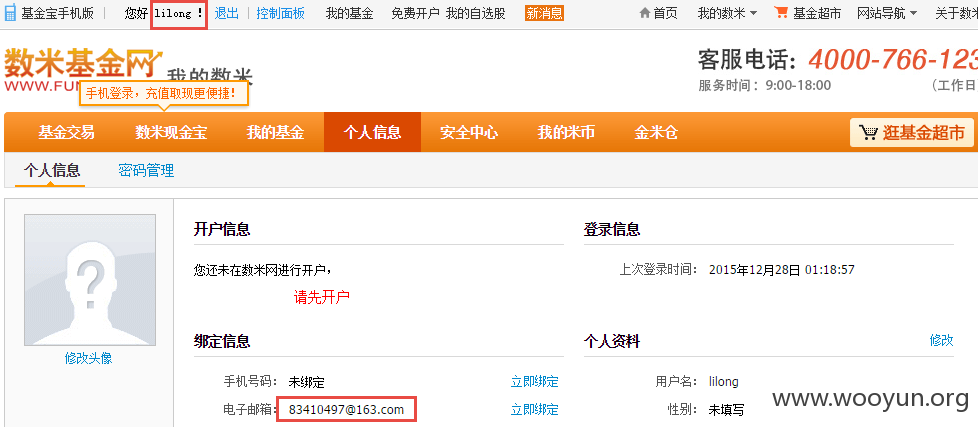 基金宝手机版 | 您好 lilong ! 退出 | 控制面板 我的基金 免费开户 我的自选股 新消息 首页 我的数米 基金超市 网站导航 关于数米
数米基金网 我的数米 客服电话: 4000-766-123
WWW.FUN 服务时间: 9:00-18:00 (工作日
手机登录,充值取现更便捷!
基金交易 数米现金宝 我的基金 个人信息 安全中心 我的米币 金米仓 逛基金超市
个人信息 密码管理
开户信息 登录信息
您还未在数米网进行开户, 上次登录时间: 2015年12月28日 01:18:57
请先开户
修改头像
绑定信息 个人资料 修改
手机号码: 未绑定 立即绑定 用户名: lilong
电子邮箱: 83410497@163.com 立即绑定 性别: 未填写
www.wooyun.org